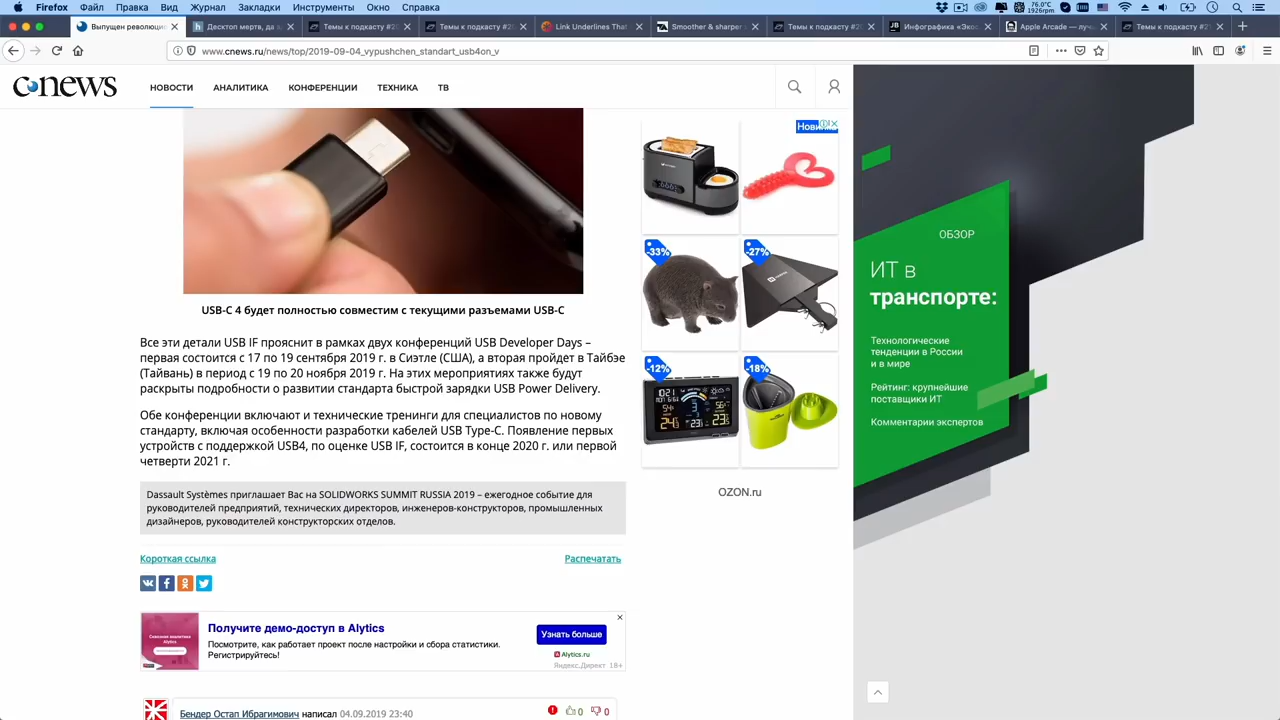 Firefox Файл Правка Вид Журнал Закладки Инструменты Окно Справка
76.0°C
1926rpm
Выпущен революци
Десктоп мертв, да з
Темы к подкасту #2
Темы к подкасту #2
Link Underlines That
Smoother & sharper
Темы к подкасту #2
Инфографика «Экос
Apple Arcade — луч
Темы к подкасту #2
www.cnews.ru/news/top/2019-09-04_vypushchen_standart_usb4on_v
cnews
НОВОСТИ АНАЛИТИКА КОНФЕРЕНЦИИ ТЕХНИКА ТВ
USB-C 4 будет полностью совместим с текущими разъемами USB-C
Все эти детали USB IF прояснит в рамках двух конференций USB Developer Days –
первая состоится с 17 по 19 сентября 2019 г. в Сиэтле (США), а вторая пройдет в Тайбэе
(Тайвань) в период с 19 по 20 ноября 2019 г. На этих мероприятиях также будут
раскрыты подробности о развитии стандарта быстрой зарядки USB Power Delivery.
Обе конференции включают и технические тренинги для специалистов по новому
стандарту, включая особенности разработки кабелей USB Type-C. Появление первых
устройств с поддержкой USB4, по оценке USB IF, состоится в конце 2020 г. или первой
четверти 2021 г.
Dassault Systèmes приглашает Вас на SOLIDWORKS SUMMIT RUSSIA 2019 – ежегодное событие для
руководителей предприятий, технических директоров, инженеров-конструкторов, промышленных
дизайнеров, руководителей конструкторских отделов.
Короткая ссылка Распечатать
Получите демо-доступ в Alytics
Посмотрите, как работает проект после настройки и сбора статистики.
Регистрируйтесь!
Узнать больше
Alytics.ru
Яндекс.Директ 18+
Бендер Остап Ибрагимович написал 04.09.2019 23:40
0 0
Новинка
-33%
-27%
-12%
-18%
OZON.ru
ОБЗОР
ИТ в
транспорте:
Технологические
тенденции в России
и в мире
Рейтинг: крупнейшие
поставщики ИТ
Комментарии экспертов